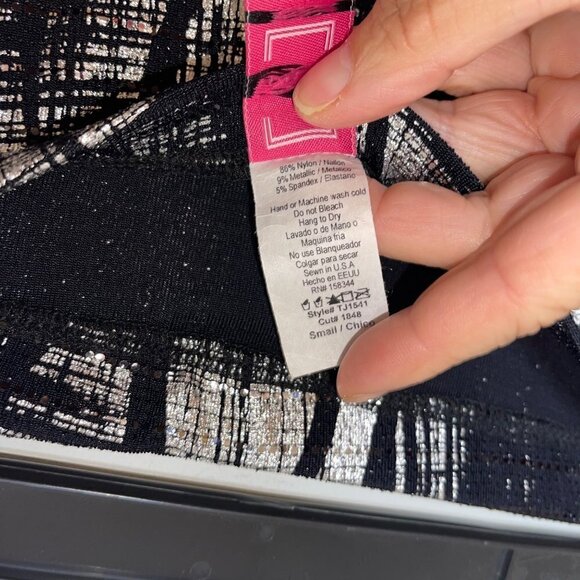 86% Nylon / Nailon
9% Metallic / Metalico
5% Spandex / Elastano
Hand or Machine wash cold
Do not Bleach
Hang to Dry
Lavado o de Mano o
Maquina fria
No use Blanqueador
Colgar para secar
Sewn in U.S.A
Hecho en EEUU
RN# 158344
Style# TJ1541
Cut# 1848
Small / Chico